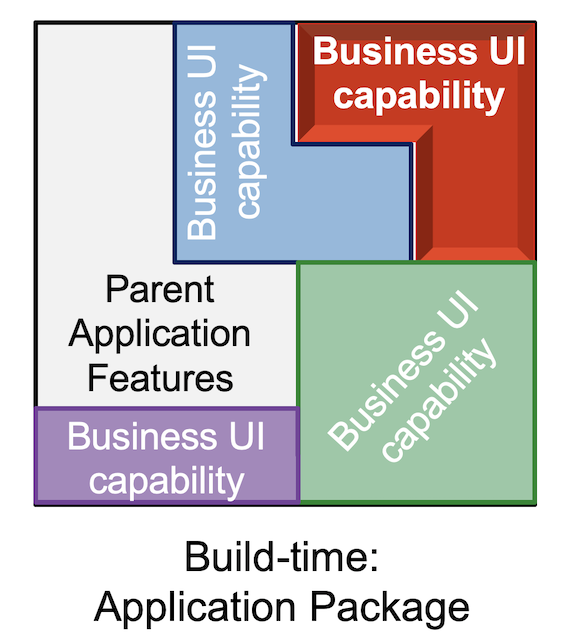 Business UI
capability
Business UI
capability
Parent
Application
Features
Business UI
capability
Business UI
capability
Build-time:
Application Package